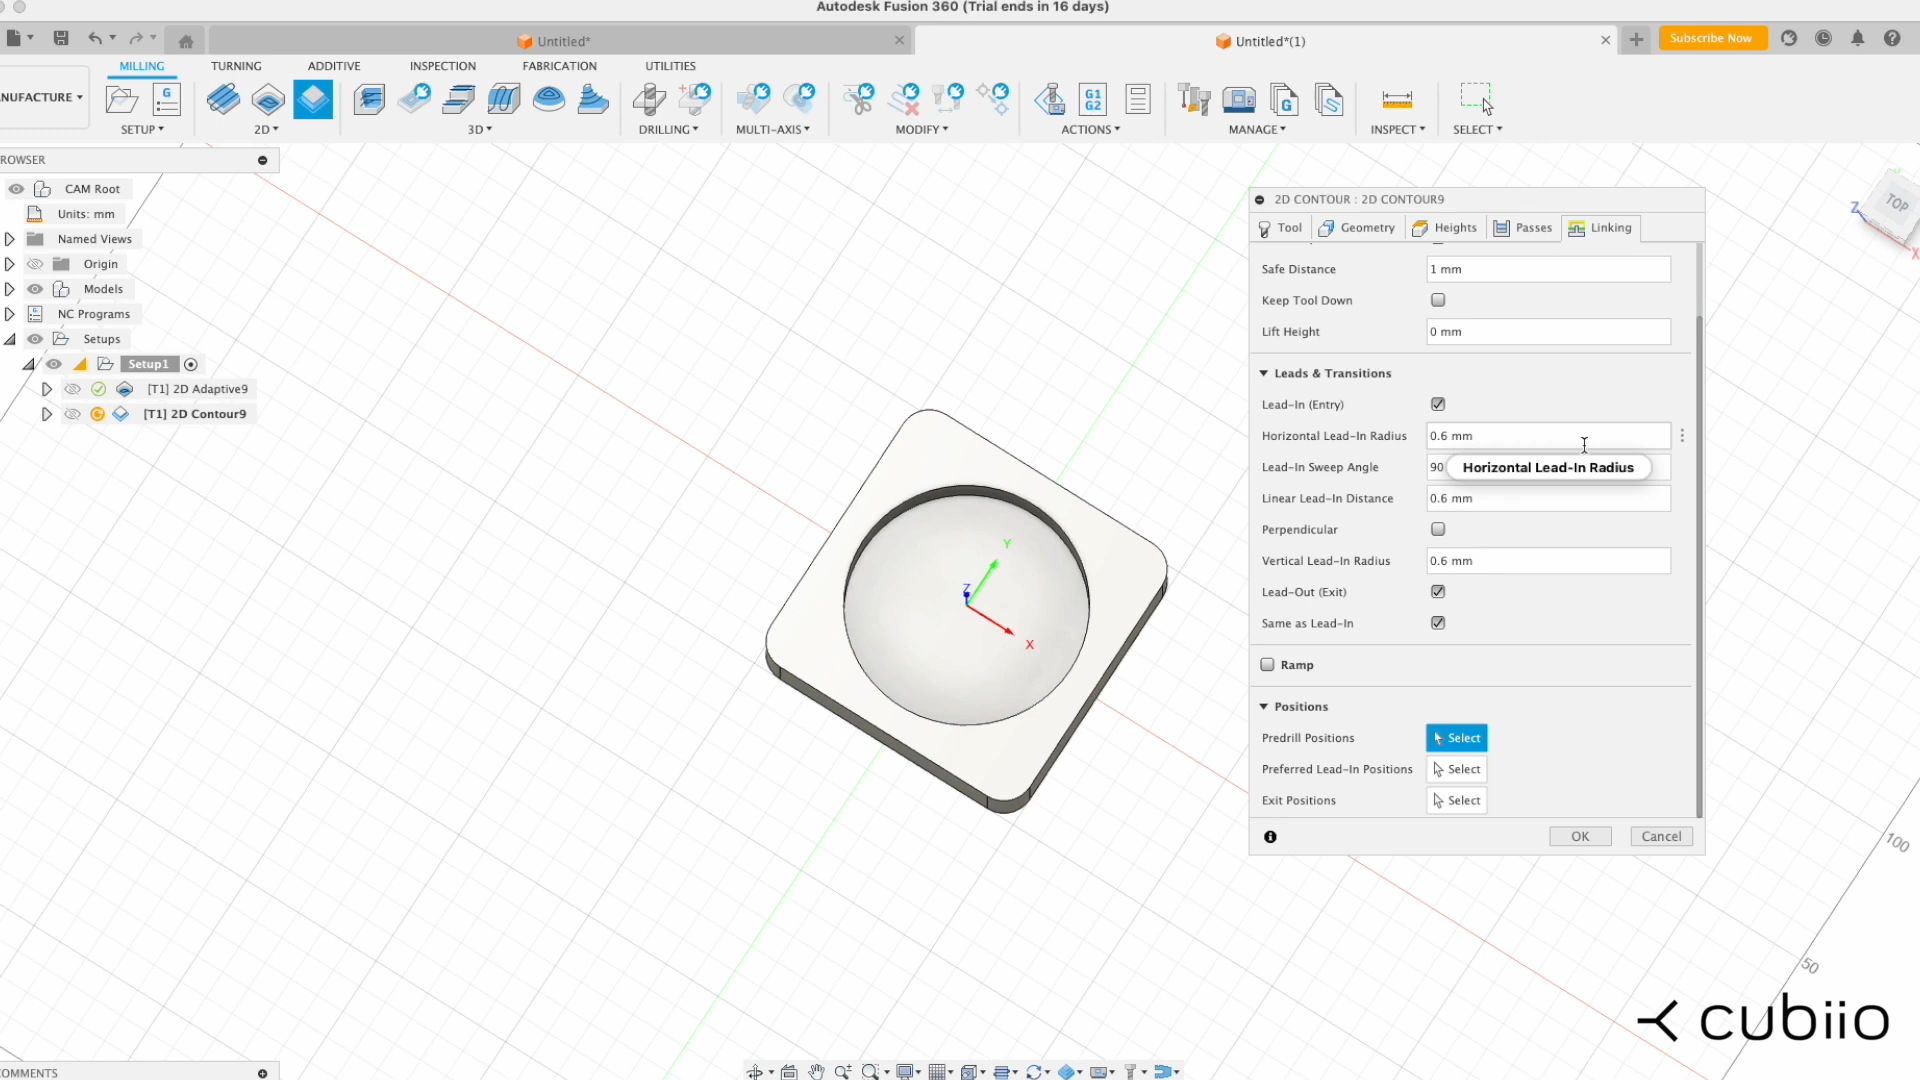 Autodesk Fusion 360 (Trial ends in 16 days)
Untitled*
Untitled*(1)
Subscribe Now
MILLING TURNING ADDITIVE INSPECTION FABRICATION UTILITIES
NUFACTURE
G
G1
G2
G
SETUP 2D 3D DRILLING MULTI-AXIS MODIFY ACTIONS MANAGE INSPECT SELECT
ROWSER
CAM Root
Units: mm
Named Views
Origin
Models
NC Programs
Setups
Setup1
[T1] 2D Adaptive9
[T1] 2D Contour9
TOP
Z
X
Y
Z
X
2D CONTOUR : 2D CONTOUR9
Tool Geometry Heights Passes Linking
Safe Distance 1 mm
Keep Tool Down
Lift Height 0 mm
Leads & Transitions
Lead-In (Entry)
Horizontal Lead-In Radius 0.6 mm
Lead-In Sweep Angle 90
Horizontal Lead-In Radius
Linear Lead-In Distance 0.6 mm
Perpendicular
Vertical Lead-In Radius 0.6 mm
Lead-Out (Exit)
Same as Lead-In
Ramp
Positions
Predrill Positions Select
Preferred Lead-In Positions Select
Exit Positions Select
OK Cancel
100
50
cubiio
OMMENTS